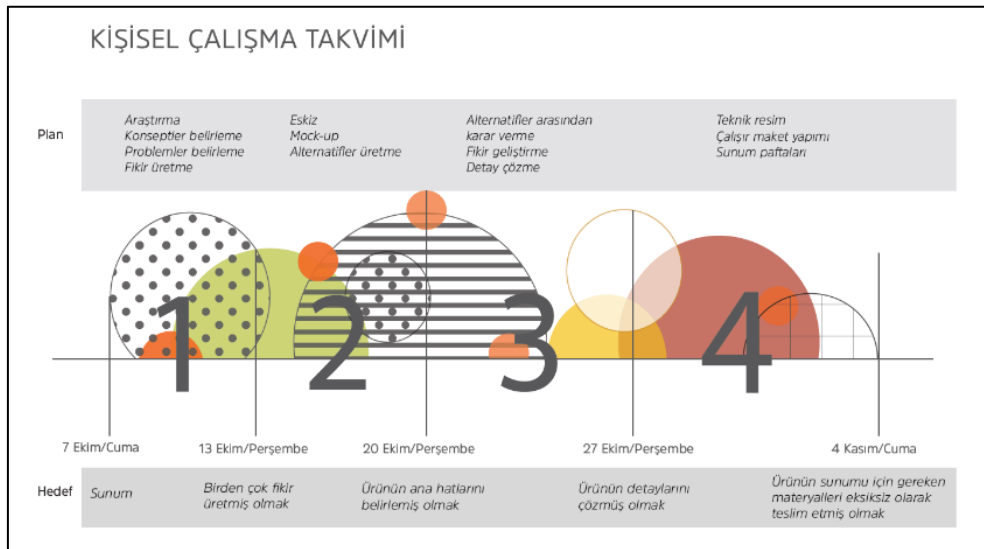 KİŞİSEL ÇALIŞMA TAKVİMİ
Plan
Araştırma
Konseptler belirleme
Problemler belirleme
Fikir üretme
Eskiz
Mock-up
Alternatifler üretme
Alternatifler arasından
karar verme
Fikir geliştirme
Detay çözme
Teknik resim
Çalışır maket yapımı
Sunum paftaları
1
2
3
4
7 Ekim/Cuma
13 Ekim/Perşembe
20 Ekim/Perşembe
27 Ekim/Perşembe
4 Kasım/Cuma
Hedef
Sunum
Birden çok fikir
üretmiş olmak
Ürünün ana hatlarını
belirlemiş olmak
Ürünün detaylarını
çözmüş olmak
Ürünün sunumu için gereken
materyalleri eksiksiz olarak
teslim etmiş olmak